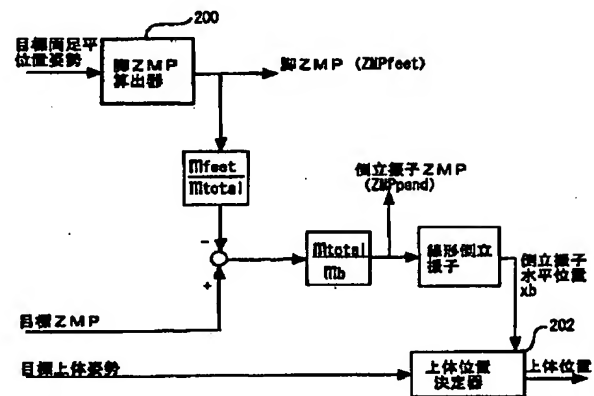 200
目標両足平
位置姿勢
脚ZMP
算出器
脚ZMP (ZMPfeet)
mfeet
mtotal
倒立振子ZMP
(ZMPpend)
−
+
mtotal
mb
線形倒立
振子
倒立振子
水平位置
xb
目標ZMP
202
目標上体姿勢
上体位置
決定器
上体位置